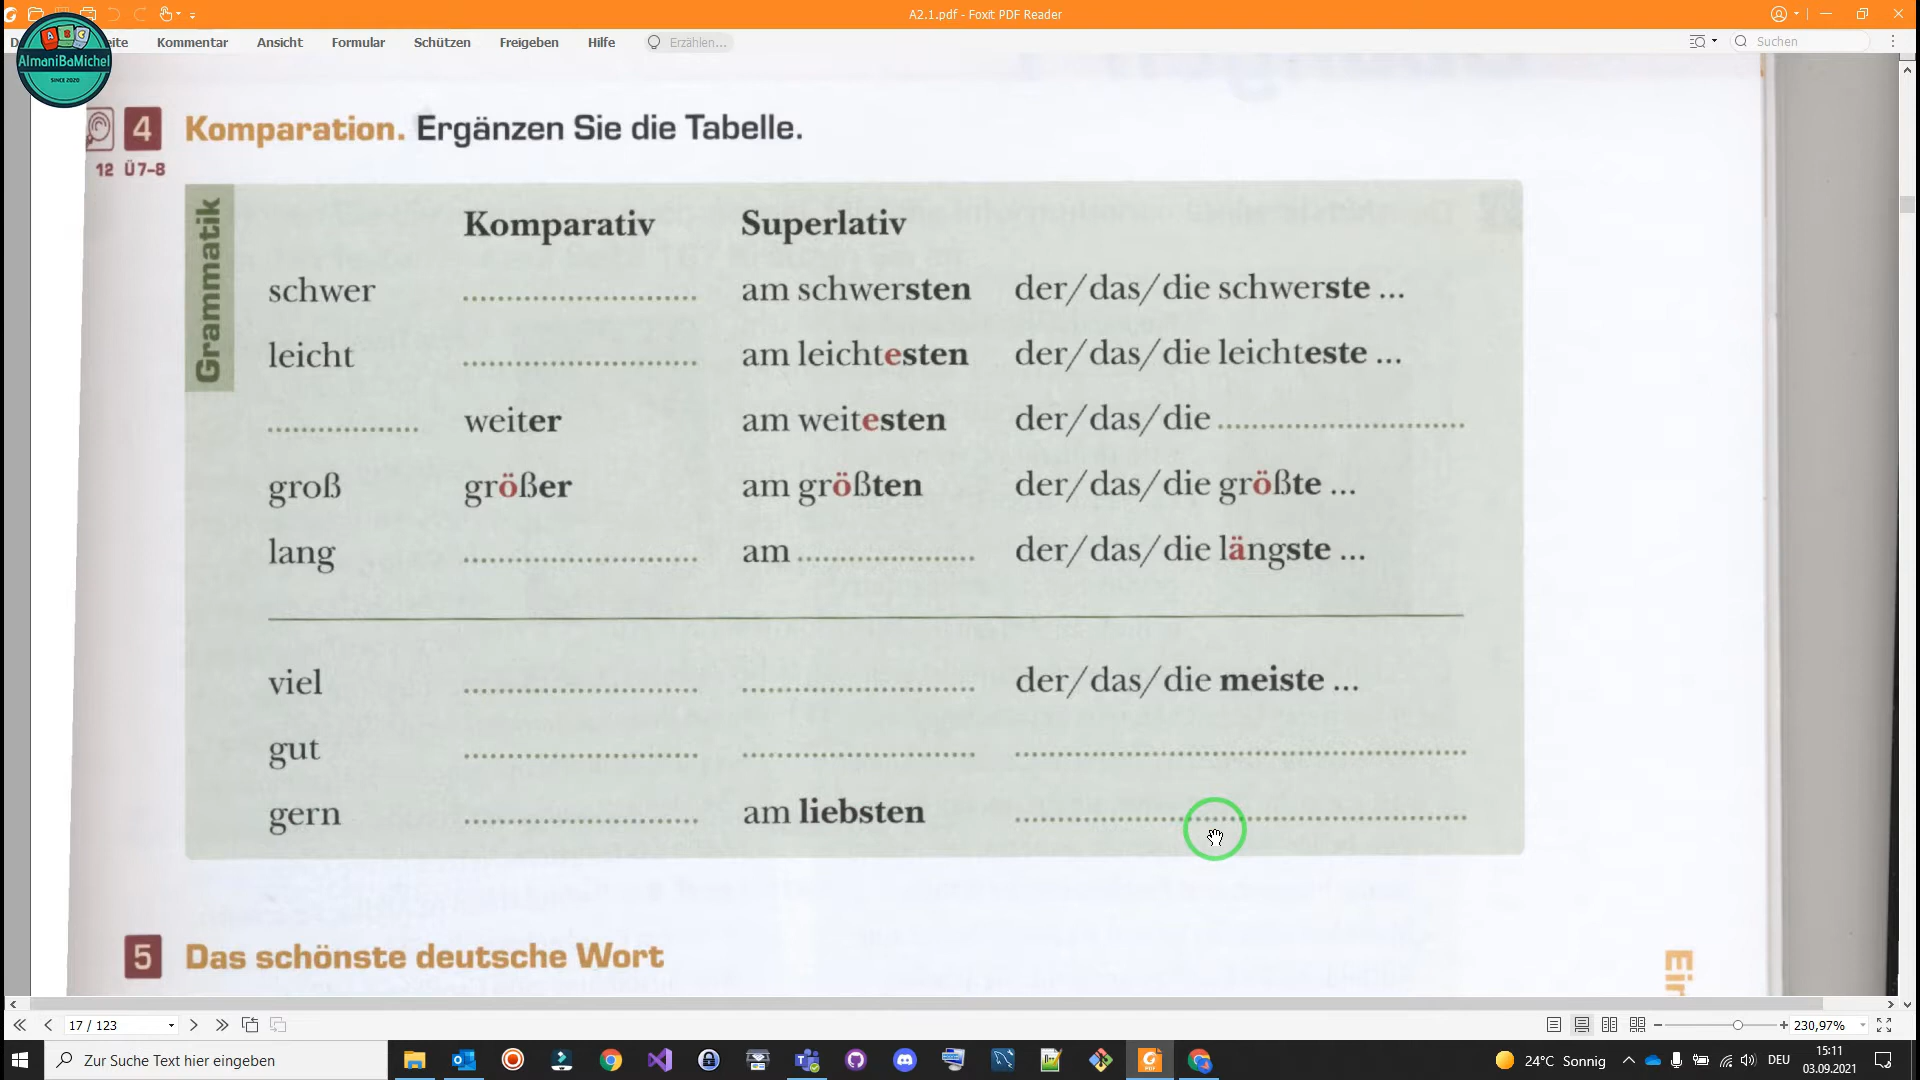 A2.1.pdf - Foxit PDF Reader
Kommentar Ansicht Formular Schützen Freigeben Hilfe Erzählen... Suchen
ABC
AlmaniBaMichel
SINCE 2020
4 Komparation. Ergänzen Sie die Tabelle.
12 Ü7–8
Grammatik
Komparativ Superlativ
schwer am schwersten der/das/die schwerste ...
leicht am leichtesten der/das/die leichteste ...
weiter am weitesten der/das/die
groß größer am größten der/das/die größte ...
lang am der/das/die längste ...
viel der/das/die meiste ...
gut
gern am liebsten
5 Das schönste deutsche Wort
17 / 123 230,97%
Zur Suche Text hier eingeben 24°C Sonnig DEU 15:11
03.09.2021